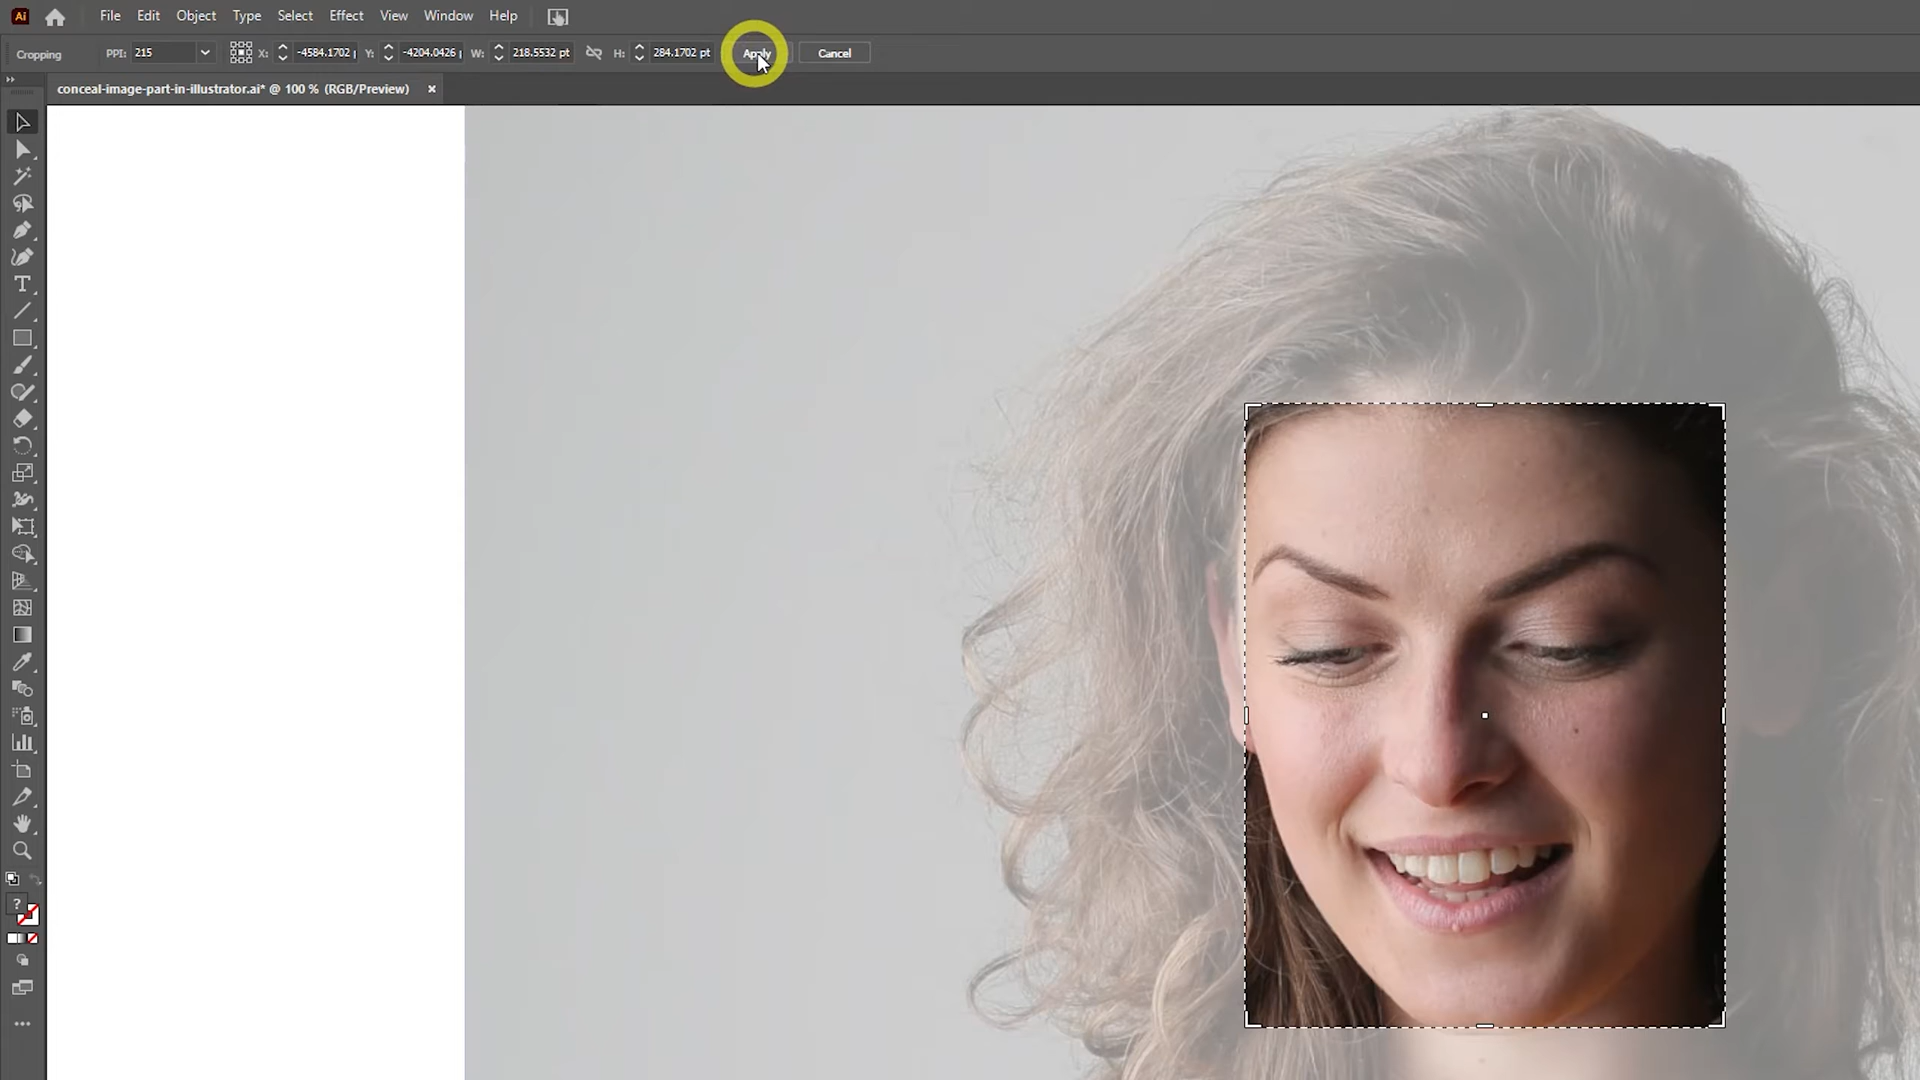 Ai File Edit Object Type Select Effect View Window Help
Cropping PPI: 215 X: -4584.1702 Y: -4204.0426 W: 218.5532 pt H: 284.1702 pt Apply Cancel
conceal-image-part-in-illustrator.ai* @ 100 % (RGB/Preview) ×
T
?